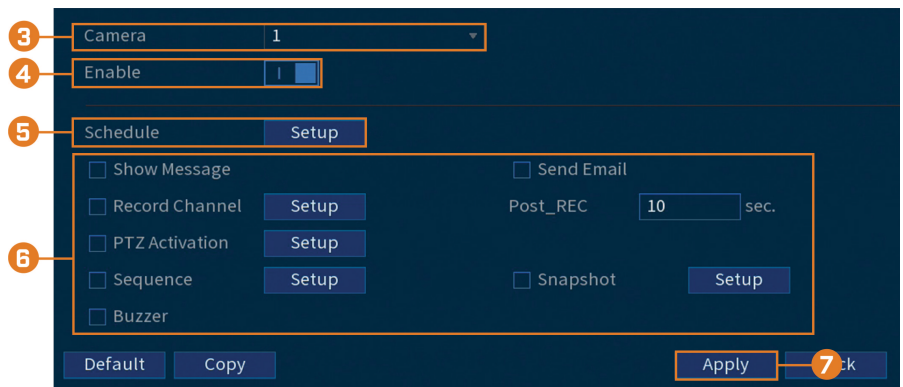 3 Camera 1
4 Enable I
5 Schedule Setup
Show Message Send Email
Record Channel Setup Post_REC 10 sec.
PTZ Activation Setup
6
Sequence Setup Snapshot Setup
Buzzer
Default Copy Apply 7 ck